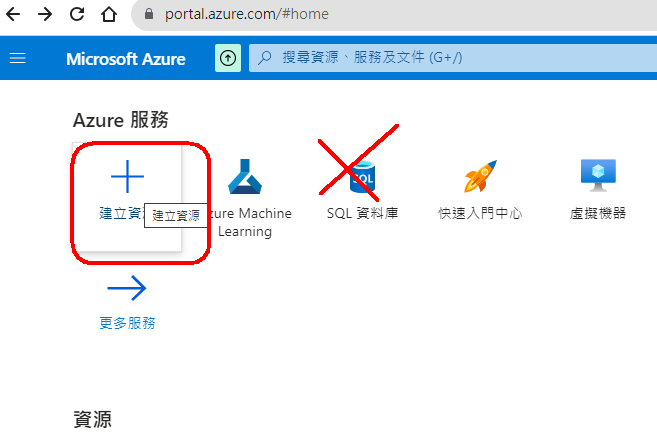 portal.azure.com/#home
Microsoft Azure
搜尋資源、服務及文件 (G+/)
Azure 服務
建立資
建立資源
zure Machine
Learning
SQL
SQL 資料庫
快速入門中心
虛擬機器
更多服務
資源